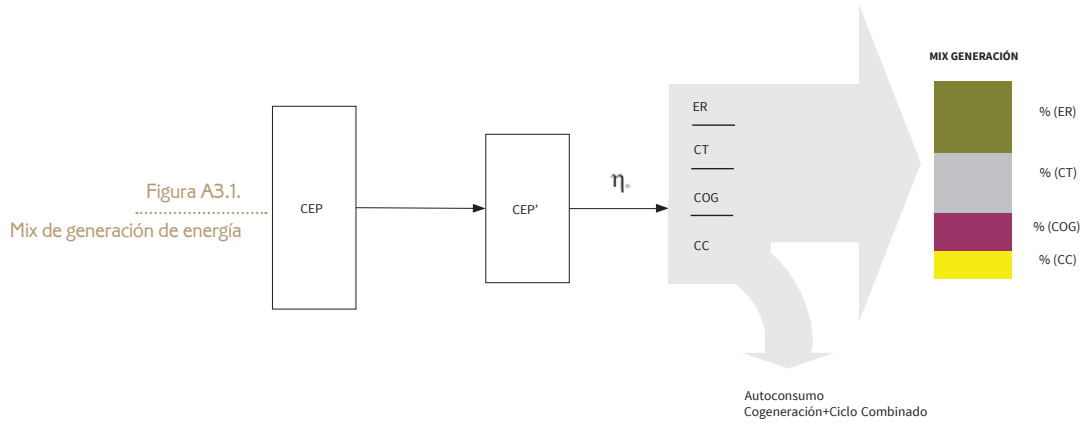 Figura A3.1.
Mix de generación de energía
CEP
CEP’
η
ER
CT
COG
CC
Autoconsumo
Cogeneración+Ciclo Combinado
MIX GENERACIÓN
% (ER)
% (CT)
% (COG)
% (CC)